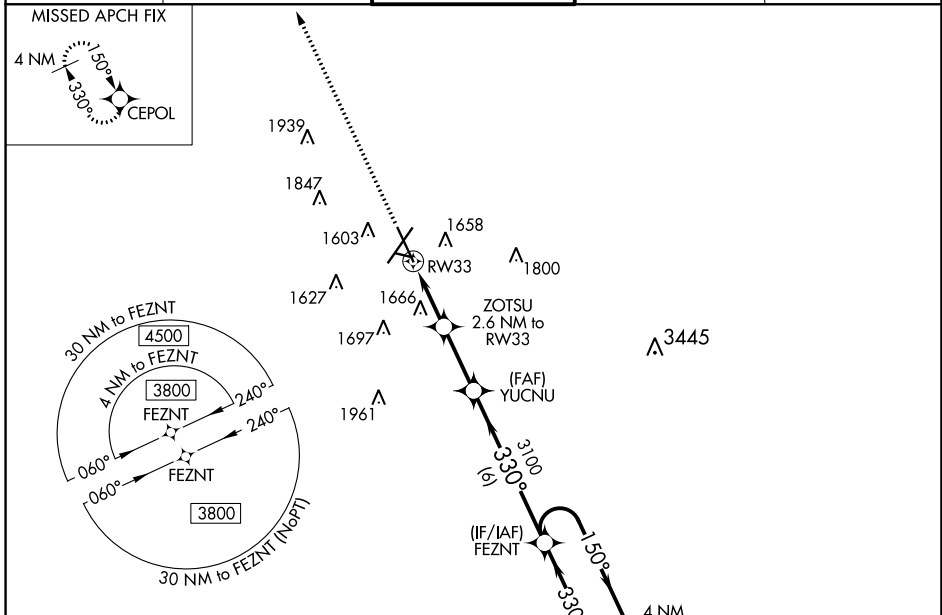 MISSED APCH FIX
4 NM
150°
330°
CEPOL
1939
1847
1603
1658
RW33
1800
1627
1666
ZOTSU
2.6 NM to
RW33
1697
3445
(FAF)
YUCNU
1961
3100
330°
(6)
(IF/IAF)
FEZNT
150°
330
4 NM
30 NM to FEZNT
4500
4 NM to FEZNT
3800
FEZNT
240°
240°
060°
060°
FEZNT
3800
30 NM to FEZNT (NoPT)